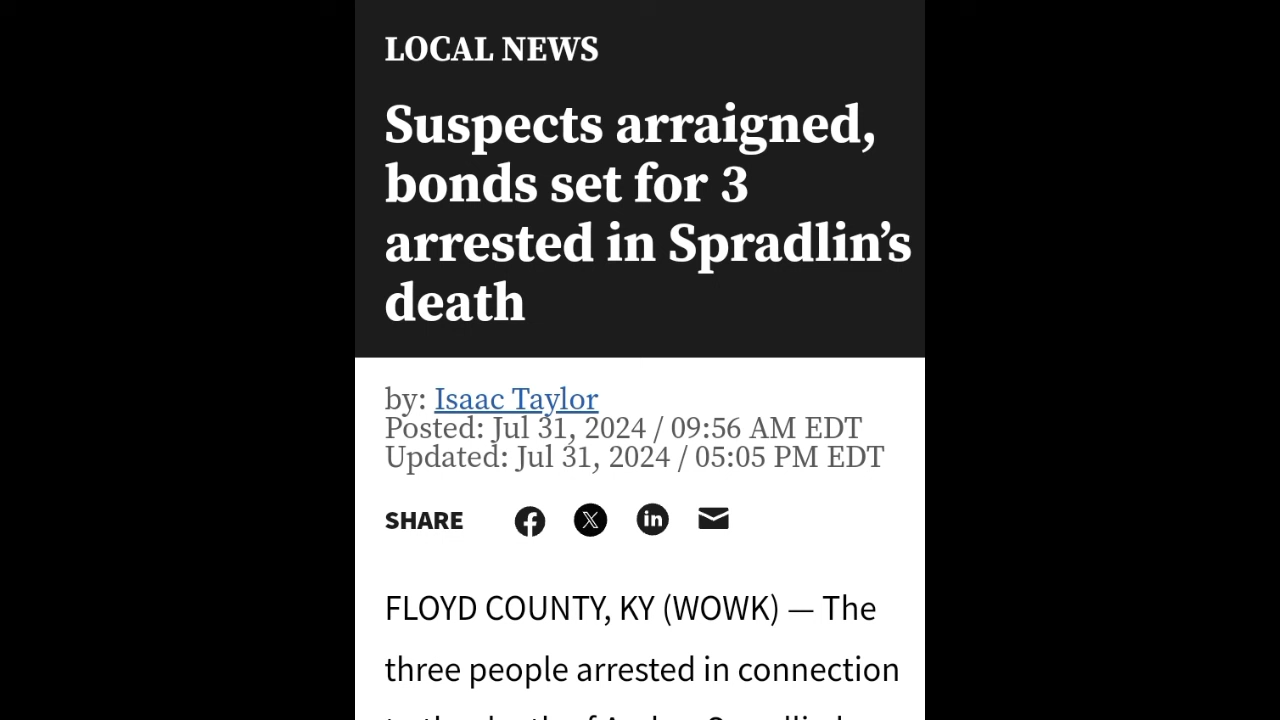 LOCAL NEWS
Suspects arraigned,
bonds set for 3
arrested in Spradlin’s
death
by: Isaac Taylor
Posted: Jul 31, 2024 / 09:56 AM EDT
Updated: Jul 31, 2024 / 05:05 PM EDT
SHARE
FLOYD COUNTY, KY (WOWK) — The
three people arrested in connection